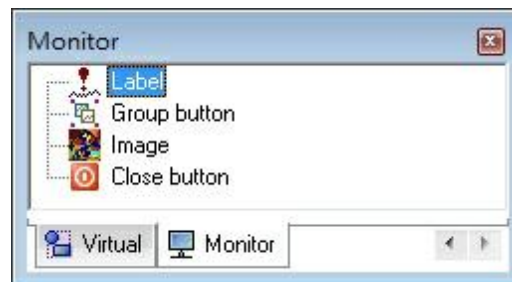 Monitor
Label
Group button
Image
Close button
Virtual Monitor